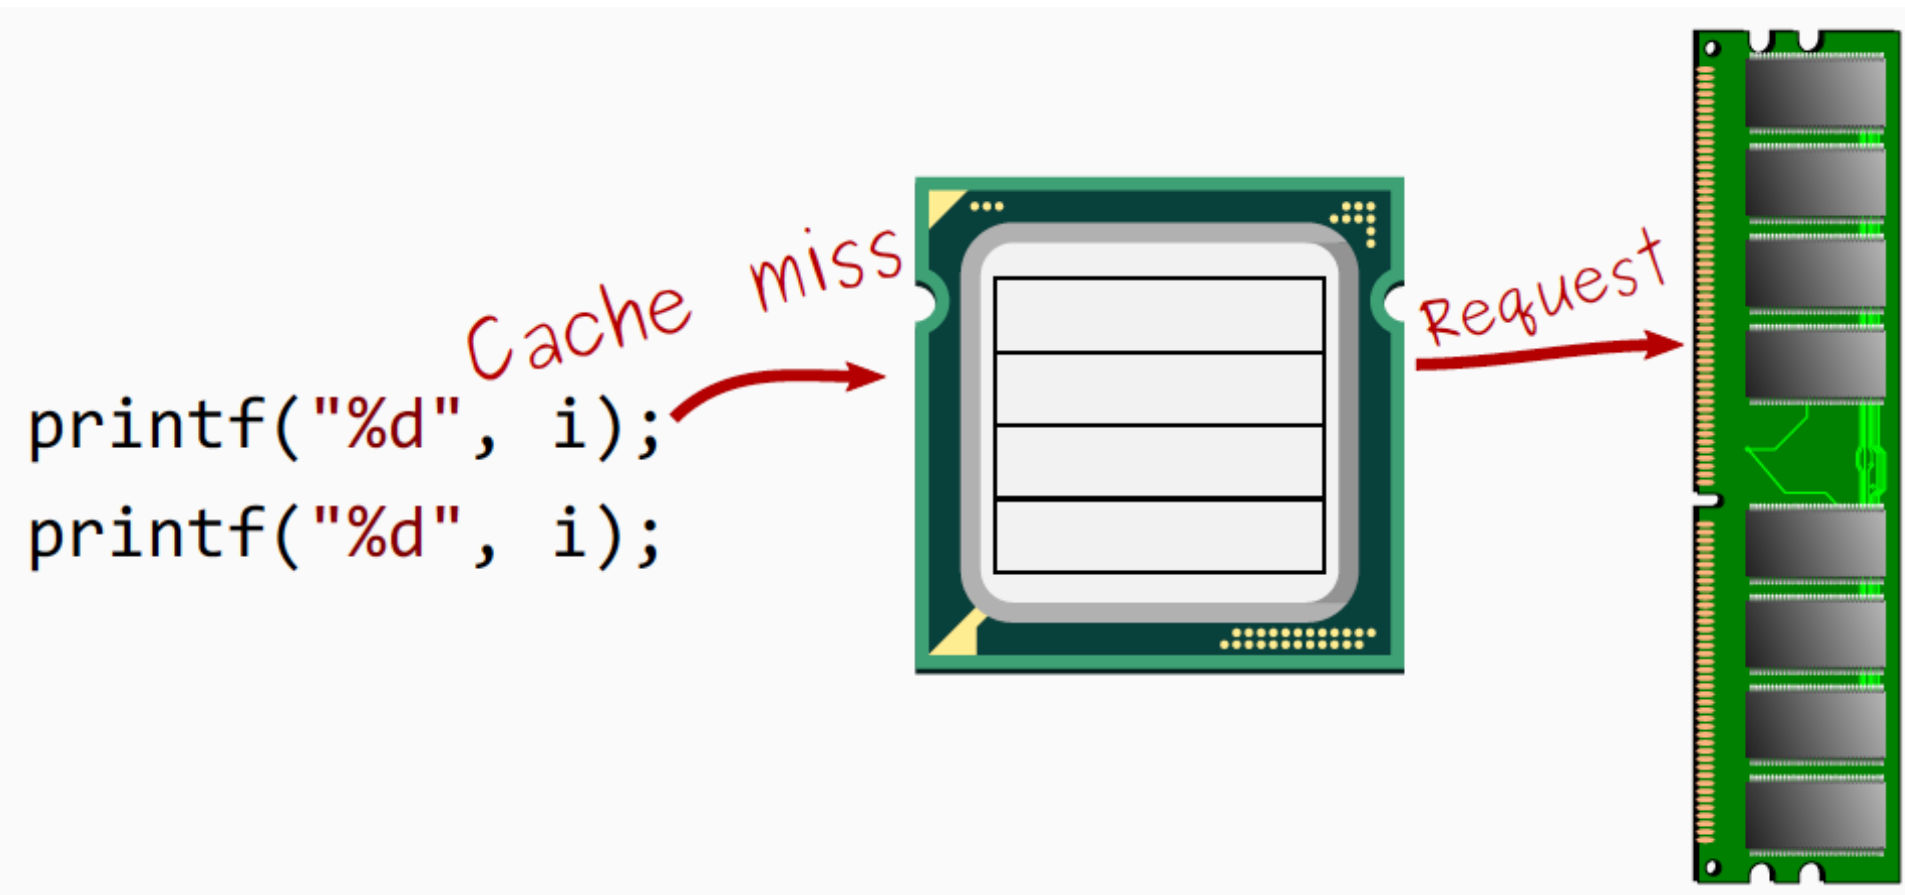 Cache miss
Request
printf("%d", i);
printf("%d", i);